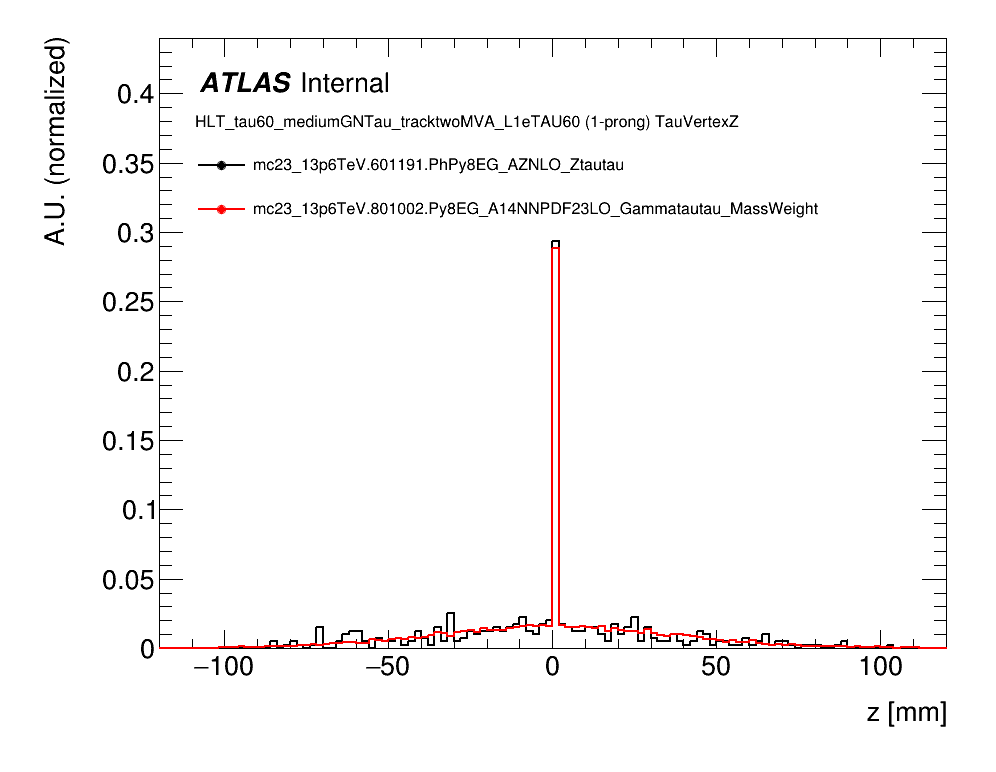 A.U. (normalized)
ATLAS Internal
HLT_tau60_mediumGNTau_tracktwoMVA_L1eTAU60 (1-prong) TauVertexZ
mc23_13p6TeV.601191.PhPy8EG_AZNLO_Ztautau
mc23_13p6TeV.801002.Py8EG_A14NNPDF23LO_Gammatautau_MassWeight
0.4
0.35
0.3
0.25
0.2
0.15
0.1
0.05
0
−100 −50 0 50 100
z [mm]